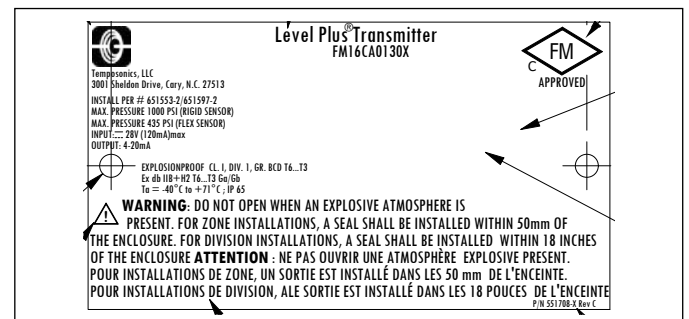 Level Plus® Transmitter
FM16CA0130X
FM
C
APPROVED
Temposonics, LLC
3001 Sheldon Drive, Cary, N.C. 27513
INSTALL PER # 651553-2/651597-2
MAX. PRESSURE 1000 PSI (RIGID SENSOR)
MAX. PRESSURE 435 PSI (FLEX SENSOR)
INPUT:⎓ 28V (120mA)max
OUTPUT: 4-20mA
EXPLOSIONPROOF CL. I, DIV. 1, GR. BCD T6...T3
Ex db IIB+H2 T6...T3 Ga/Gb
Ta = -40°C to +71°C ; IP 65
WARNING: DO NOT OPEN WHEN AN EXPLOSIVE ATMOSPHERE IS
PRESENT. FOR ZONE INSTALLATIONS, A SEAL SHALL BE INSTALLED WITHIN 50mm OF
THE ENCLOSURE. FOR DIVISION INSTALLATIONS, A SEAL SHALL BE INSTALLED WITHIN 18 INCHES
OF THE ENCLOSURE ATTENTION : NE PAS OUVRIR UNE ATMOSPHÈRE EXPLOSIVE PRESENT.
POUR INSTALLATIONS DE ZONE, UN SORTIE EST INSTALLÉ DANS LES 50 mm DE L'ENCEINTE.
POUR INSTALLATIONS DE DIVISION, ALE SORTIE EST INSTALLÉ DANS LES 18 POUCES DE L'ENCEINTE
P/N 551708-X Rev C